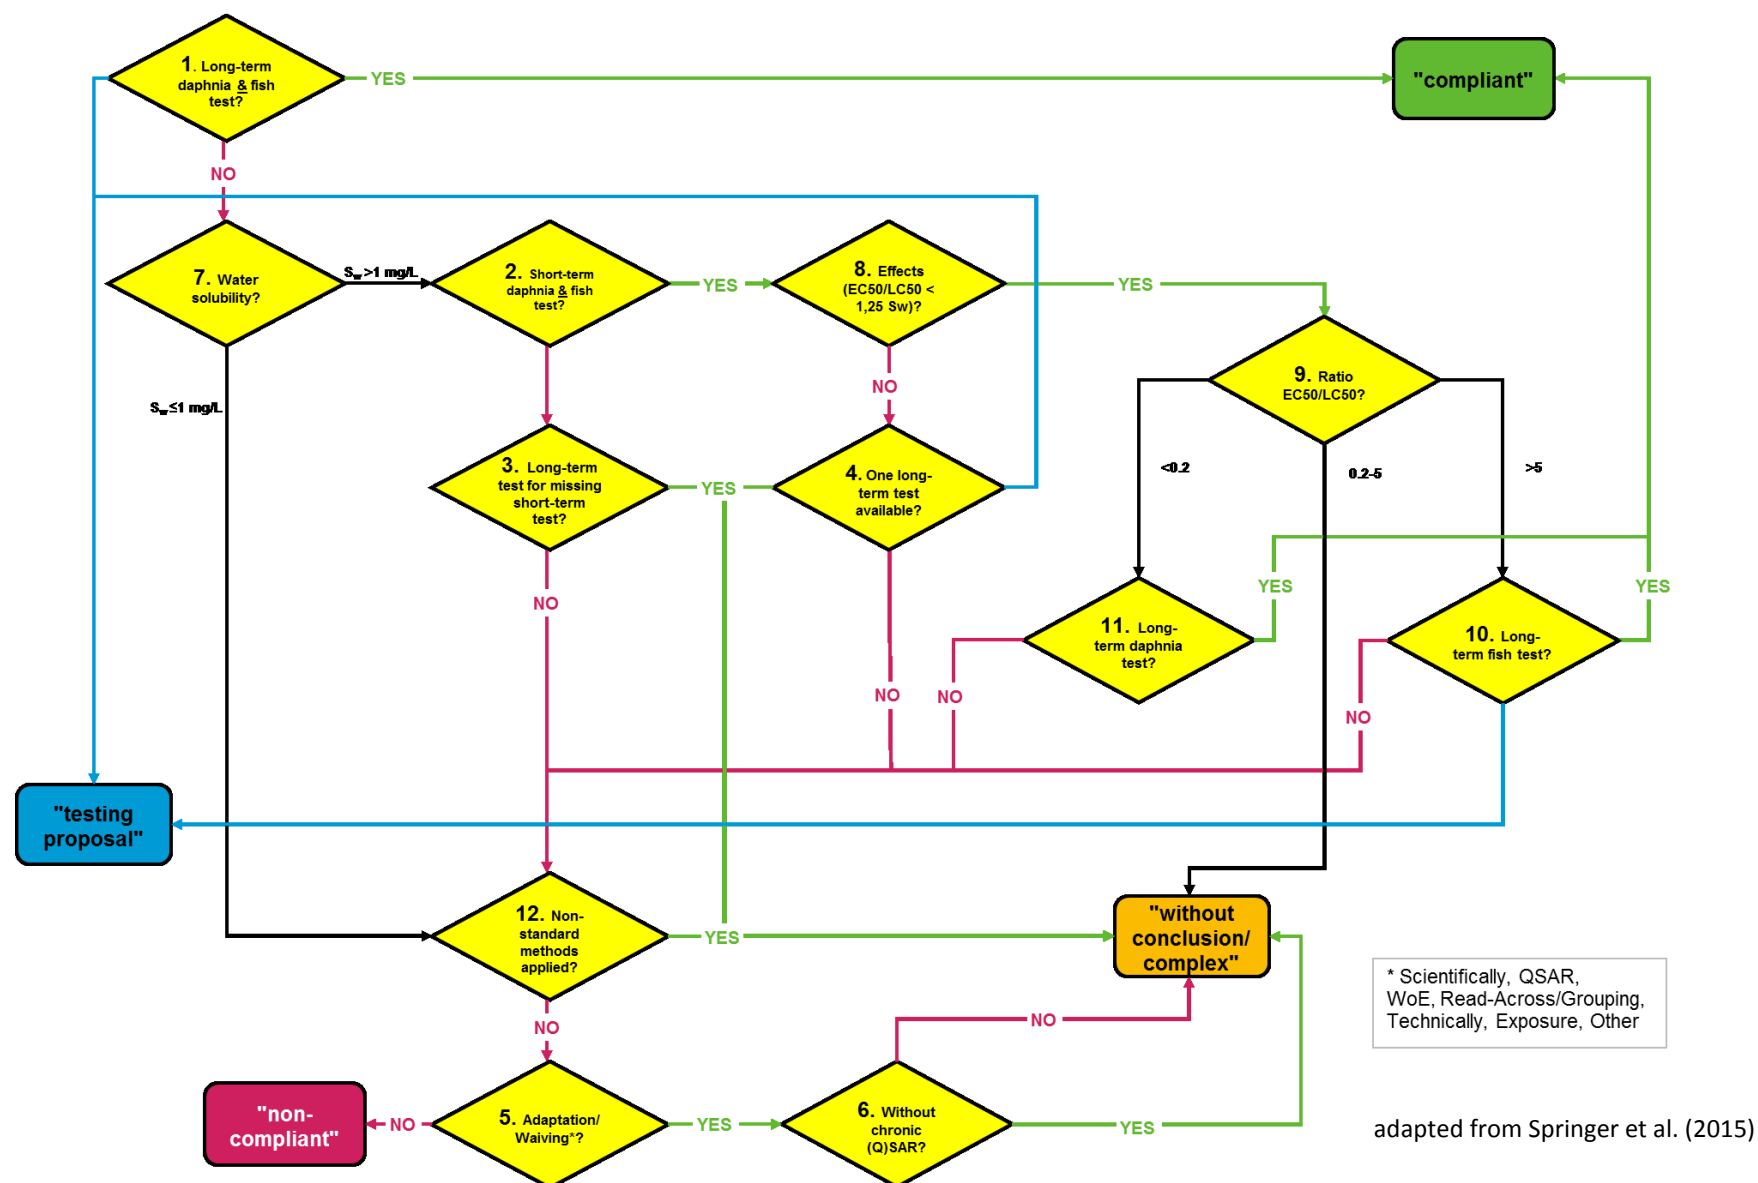 1. Long-term
daphnia & fish
test?
YES
"compliant"
NO
7. Water
solubility?
Sw >1 mg/L
2. Short-term
daphnia & fish
test?
YES
8. Effects
(EC50/LC50 <
1,25 Sw)?
YES
9. Ratio
EC50/LC50?
Sw ≤1 mg/L
NO
3. Long-term
test for missing
short-term
test?
YES
4. One long-
term test
available?
<0.2
0.2-5
>5
NO
11. Long-
term daphnia
test?
YES
10. Long-
term fish test?
YES
NO
NO
NO
"testing
proposal"
12. Non-
standard
methods
applied?
YES
"without
conclusion/
complex"
* Scientifically, QSAR,
WoE, Read-Across/Grouping,
Technically, Exposure, Other
NO
NO
"non-
compliant"
NO
5. Adaptation/
Waiving*?
YES
6. Without
chronic
(Q)SAR?
YES
adapted from Springer et al. (2015)